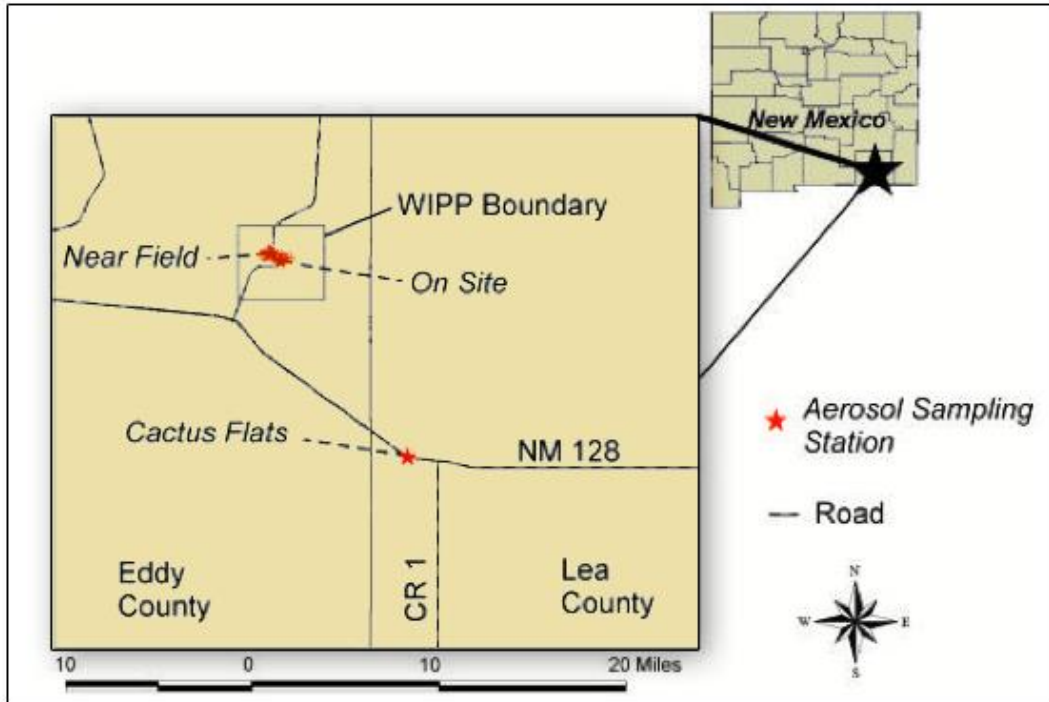 New Mexico
WIPP Boundary
Near Field
On Site
Cactus Flats
NM 128
CR 1
Eddy
County
Lea
County
Aerosol Sampling
Station
Road
N
W
E
S
10 0 10 20 Miles